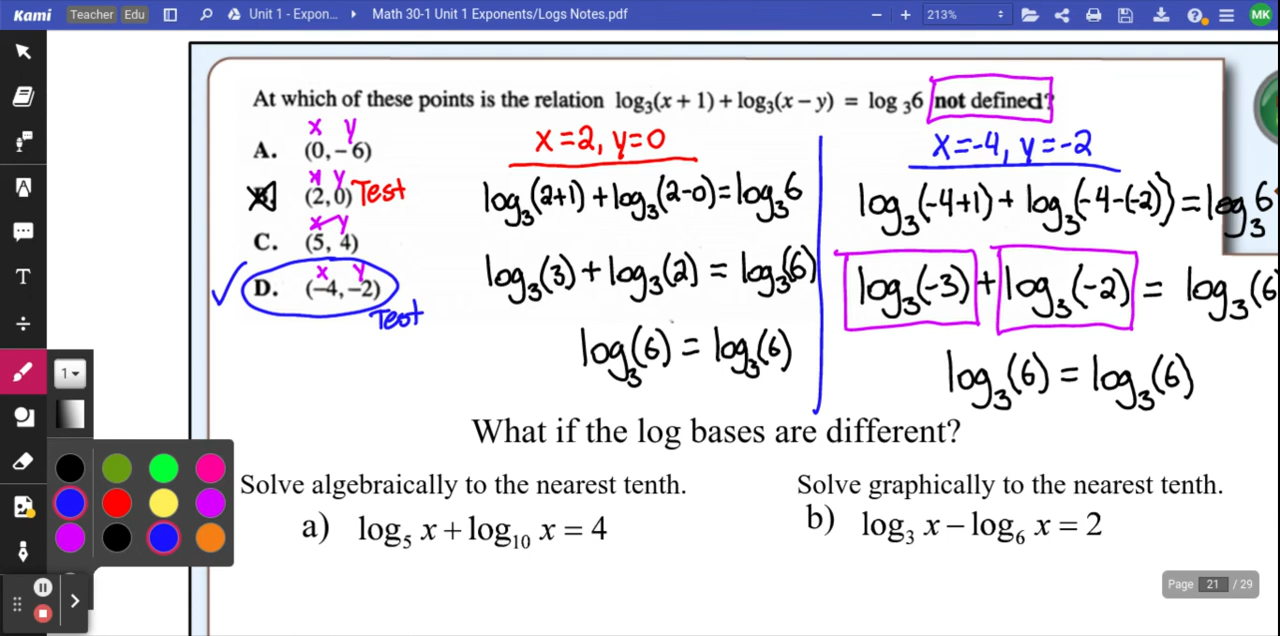 Kami Teacher Edu Unit 1 - Expon... Math 30-1 Unit 1 Exponents/Logs Notes.pdf 213% MK
At which of these points is the relation log₃(x + 1) + log₃(x – y) = log ₃6 not defined?
x y
A. (0, – 6)
x y
B. (2, 0) Test
x y
C. (5, 4)
x y
D. (–4, –2)
Test
x=2, y=0
log₃(2+1) + log₃(2-0) = log₃6
log₃(3) + log₃(2) = log₃(6)
log₃(6) = log₃(6)
x=-4, y=-2
log₃(-4+1) + log₃(-4-(-2)) = log₃6
log₃(-3) + log₃(-2) = log₃(6
log₃(6) = log₃(6)
What if the log bases are different?
Solve algebraically to the nearest tenth.
a) log₅ x + log₁₀ x = 4
Solve graphically to the nearest tenth.
b) log₃ x − log₆ x = 2
1
T
Page 21 / 29